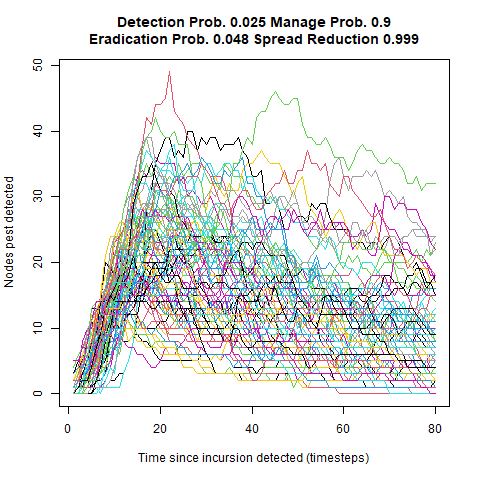 Detection Prob. 0.025 Manage Prob. 0.9
Eradication Prob. 0.048 Spread Reduction 0.999
50
40
30
20
10
0
Nodes pest detected
0 20 40 60 80
Time since incursion detected (timesteps)